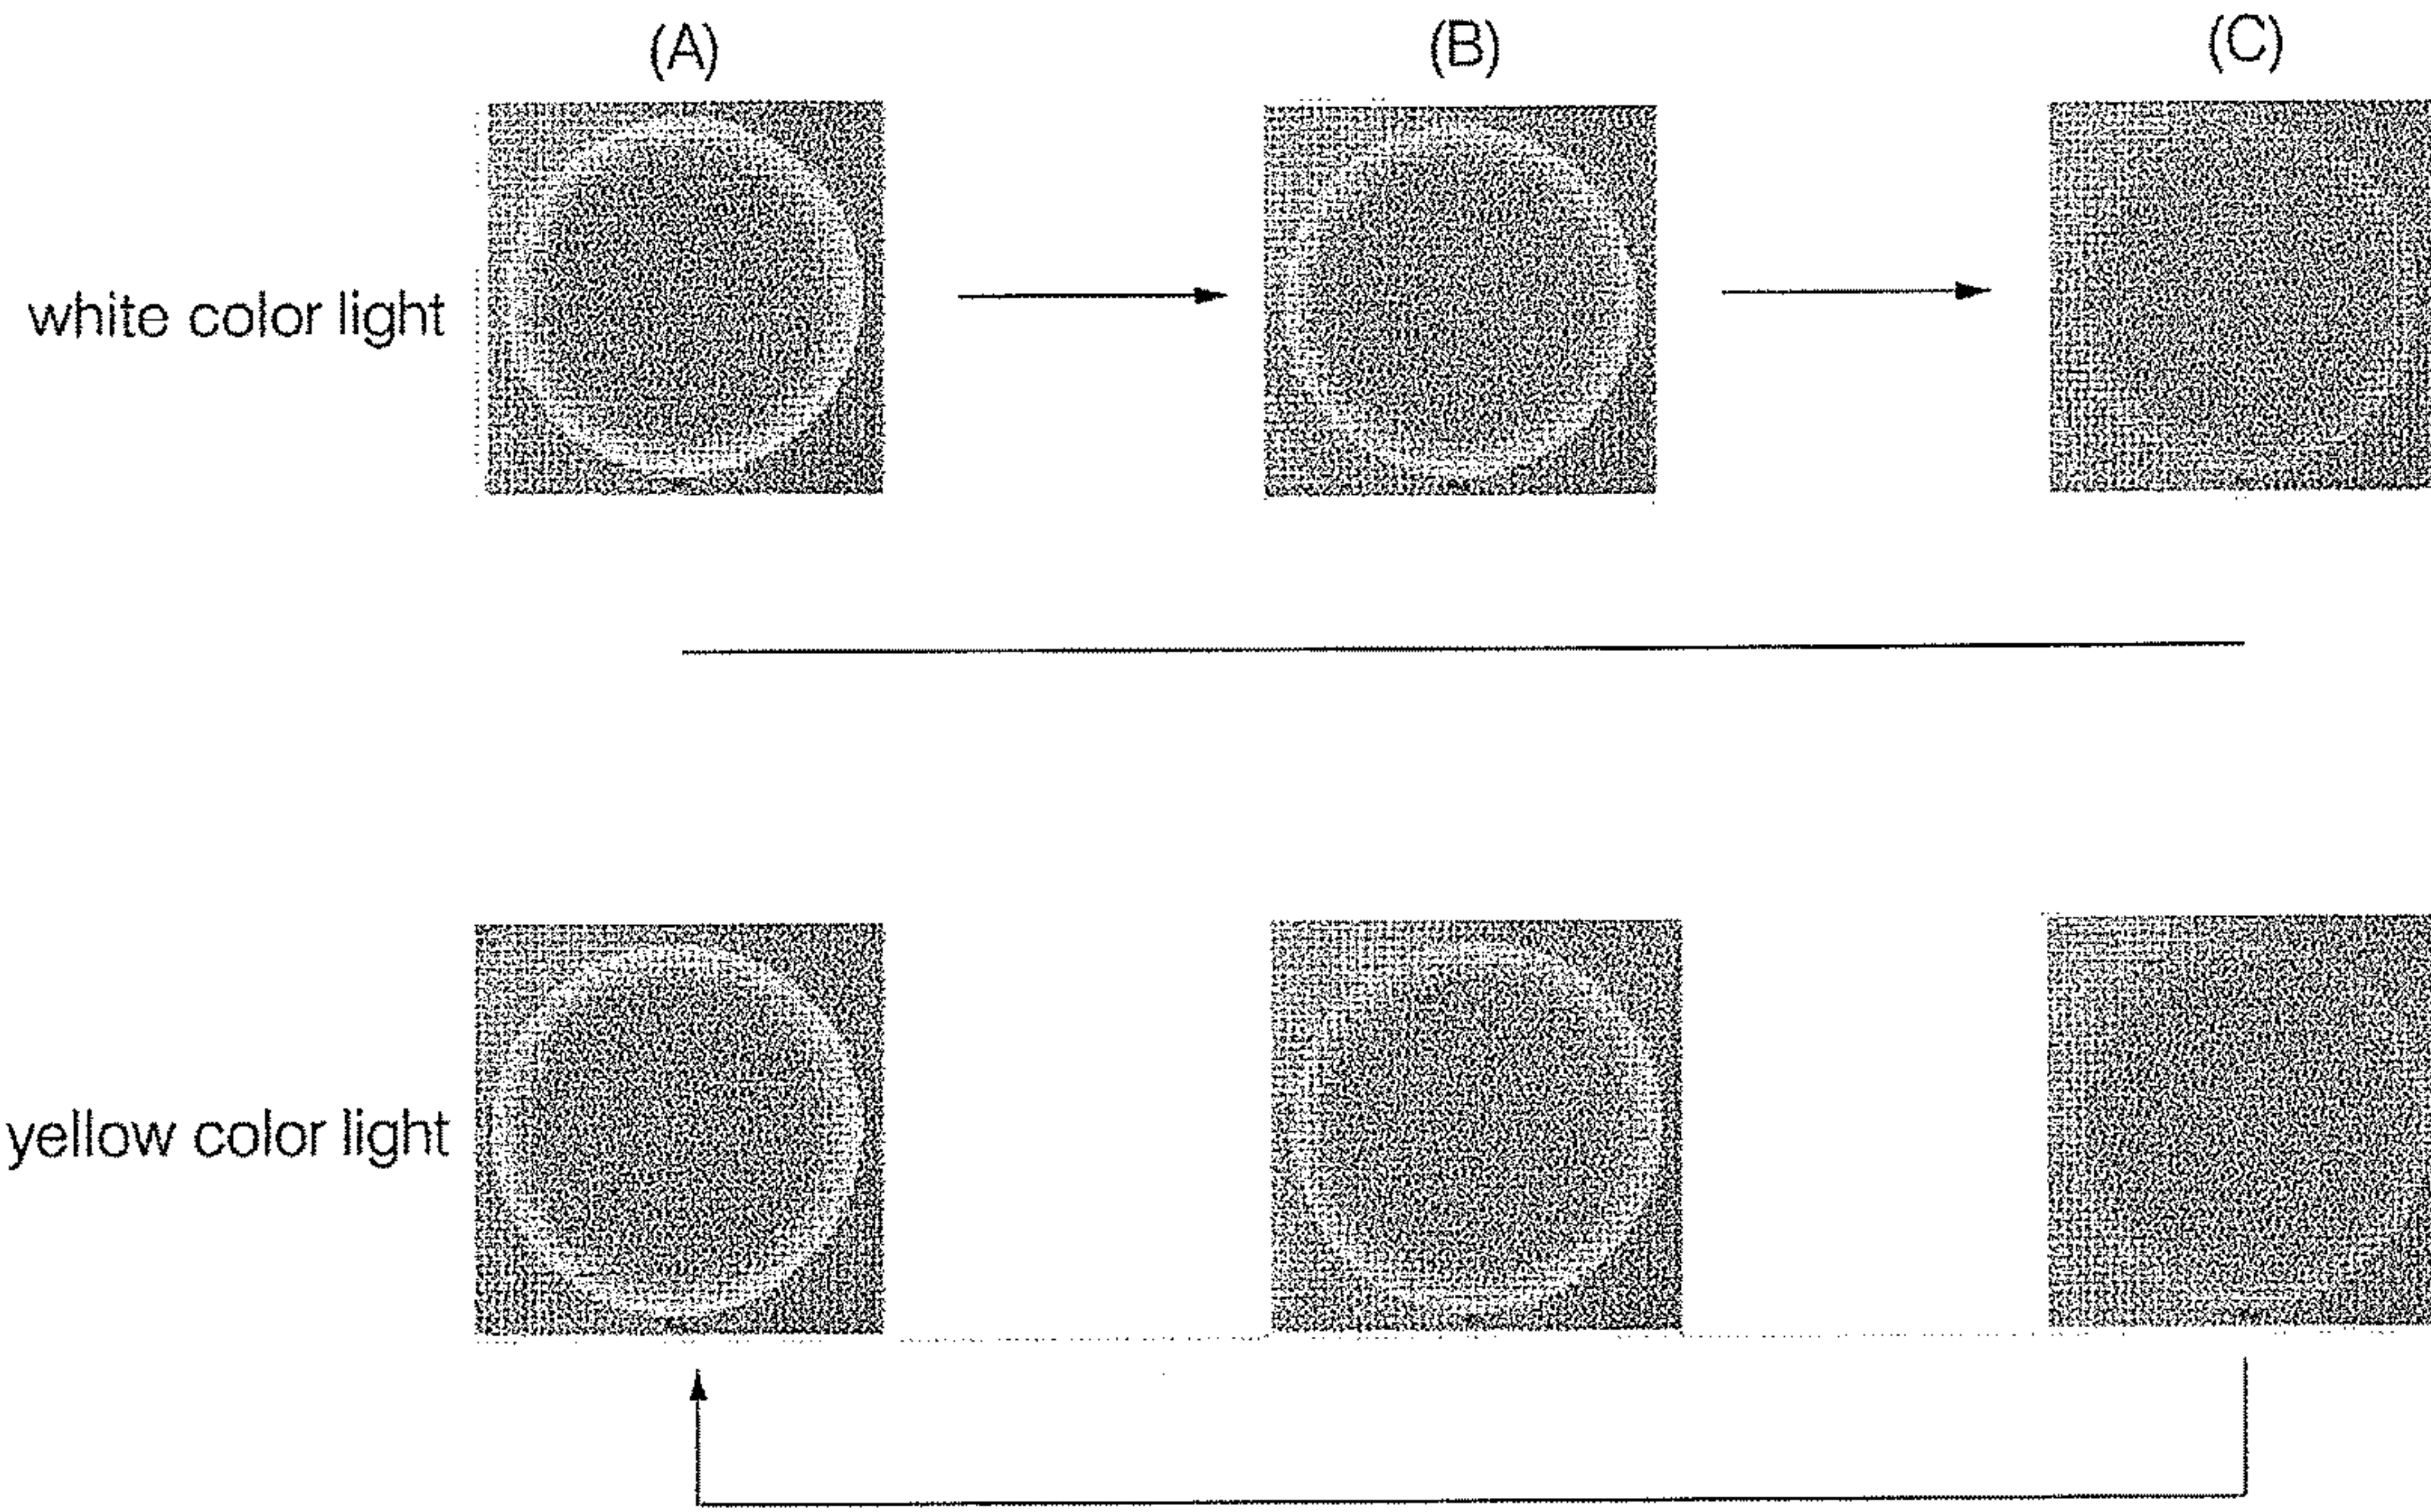 (A)
(B)
(C)
white color light
yellow color light